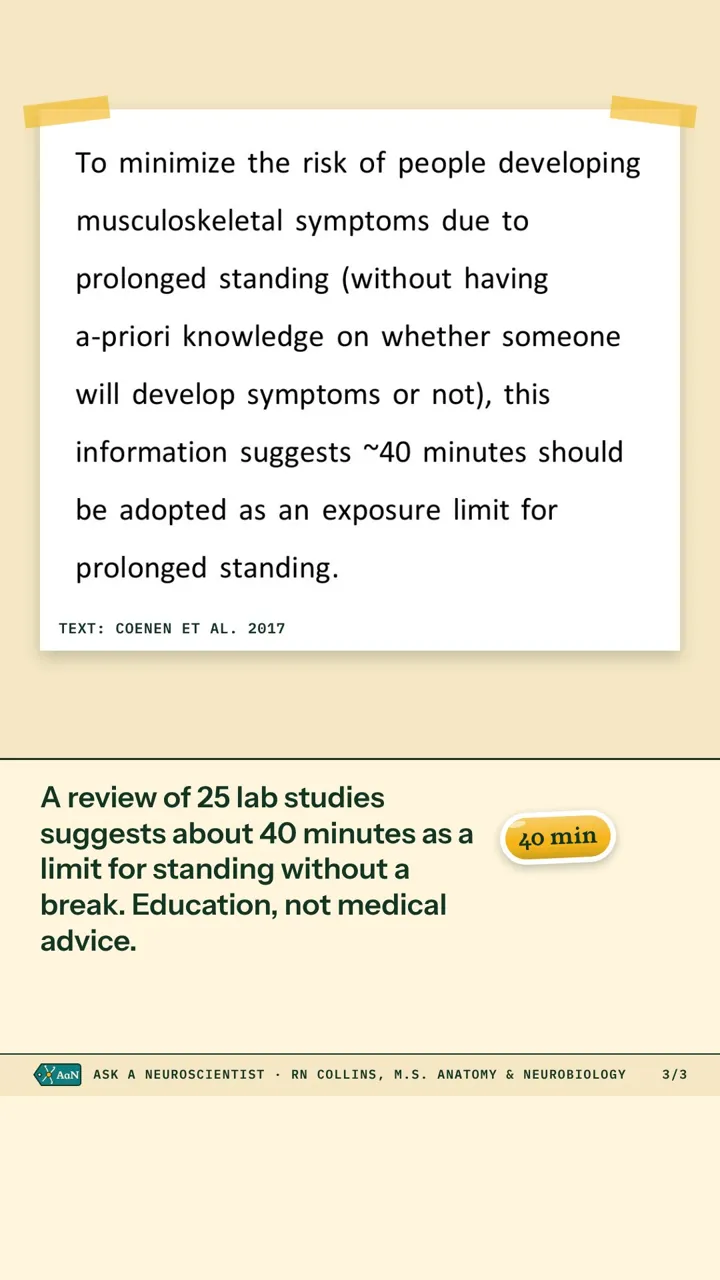 To minimize the risk of people developing
musculoskeletal symptoms due to
prolonged standing (without having
a-priori knowledge on whether someone
will develop symptoms or not), this
information suggests ~40 minutes should
be adopted as an exposure limit for
prolonged standing.
TEXT: COENEN ET AL. 2017
A review of 25 lab studies
suggests about 40 minutes as a
limit for standing without a
break. Education, not medical
advice.
40 min
AaN ASK A NEUROSCIENTIST · RN COLLINS, M.S. ANATOMY & NEUROBIOLOGY 3/3